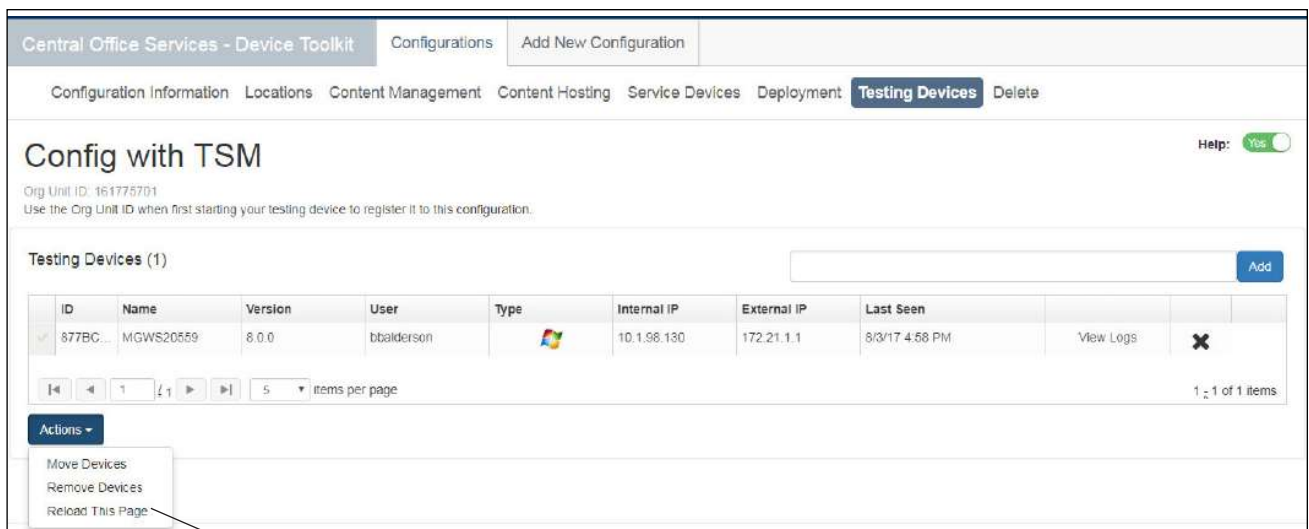 Central Office Services - Device Toolkit Configurations Add New Configuration
Configuration Information Locations Content Management Content Hosting Service Devices Deployment Testing Devices Delete
Config with TSM
Help: Yes
Org Unit ID: 161775701
Use the Org Unit ID when first starting your testing device to register it to this configuration.
Testing Devices (1)
Add
ID Name Version User Type Internal IP External IP Last Seen
877BC... MGWS20559 8.0.0 bbalderson 10.1.98.130 172.21.1.1 8/3/17 4:58 PM View Logs
1 / 1 5 items per page 1 - 1 of 1 items
Actions
Move Devices
Remove Devices
Reload This Page